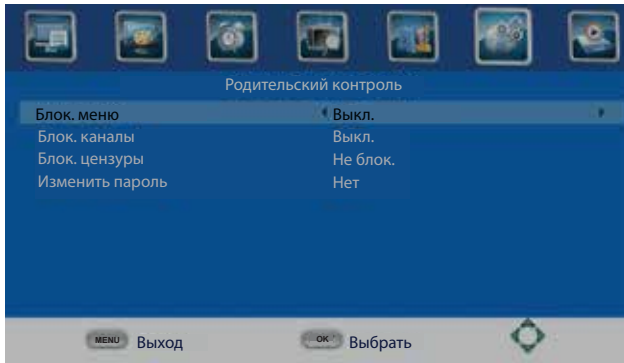 Родительский контроль
Блок. меню Выкл.
Блок. каналы Выкл.
Блок. цензуры Не блок.
Изменить пароль Нет
MENU Выход OK Выбрать